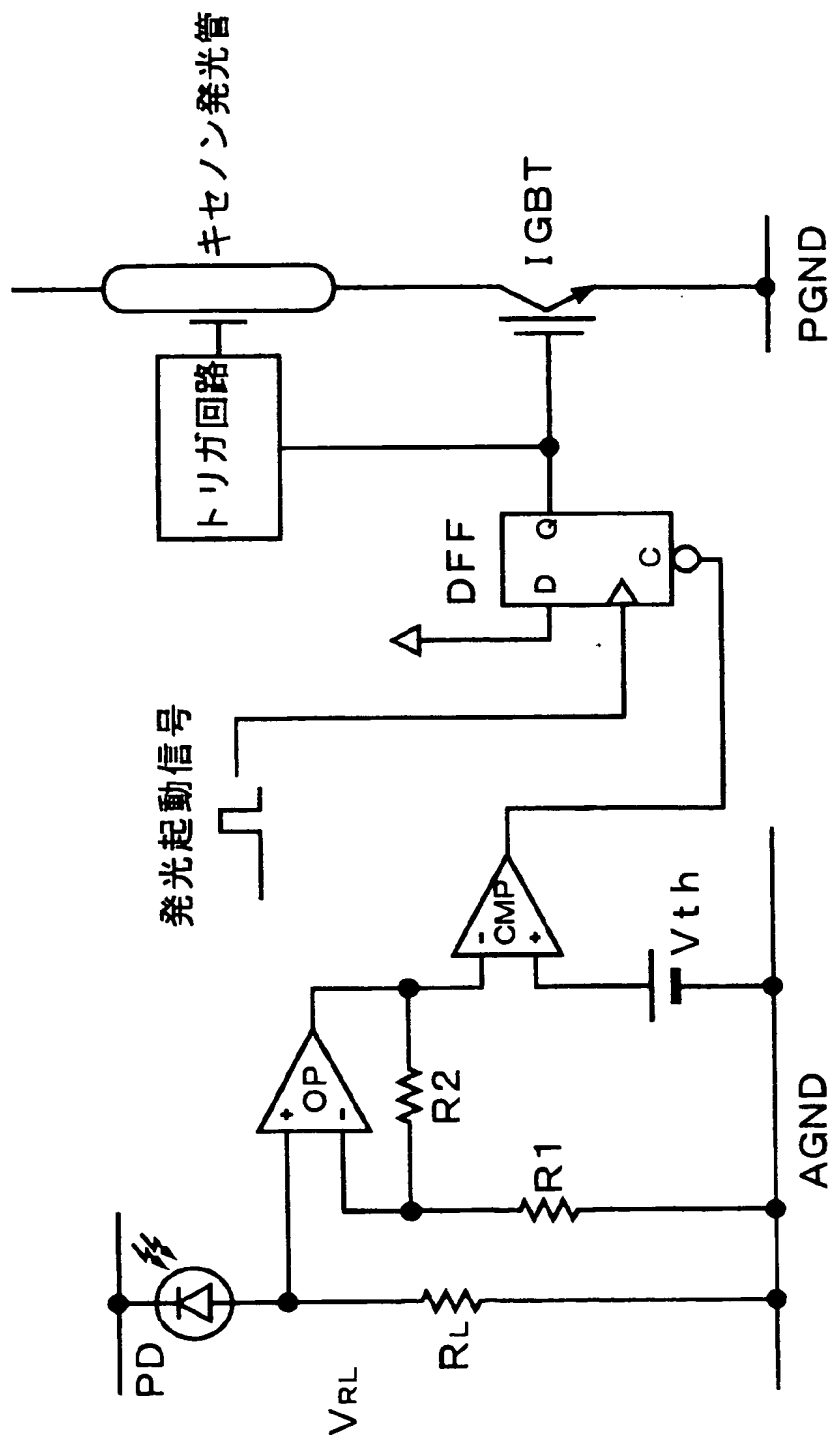 キセノン発光管
トリガ回路
IGBT
PGND
DFF
D
Q
C
発光起動信号
CMP
-
+
Vth
OP
+
-
R2
R1
AGND
PD
VRL
RL